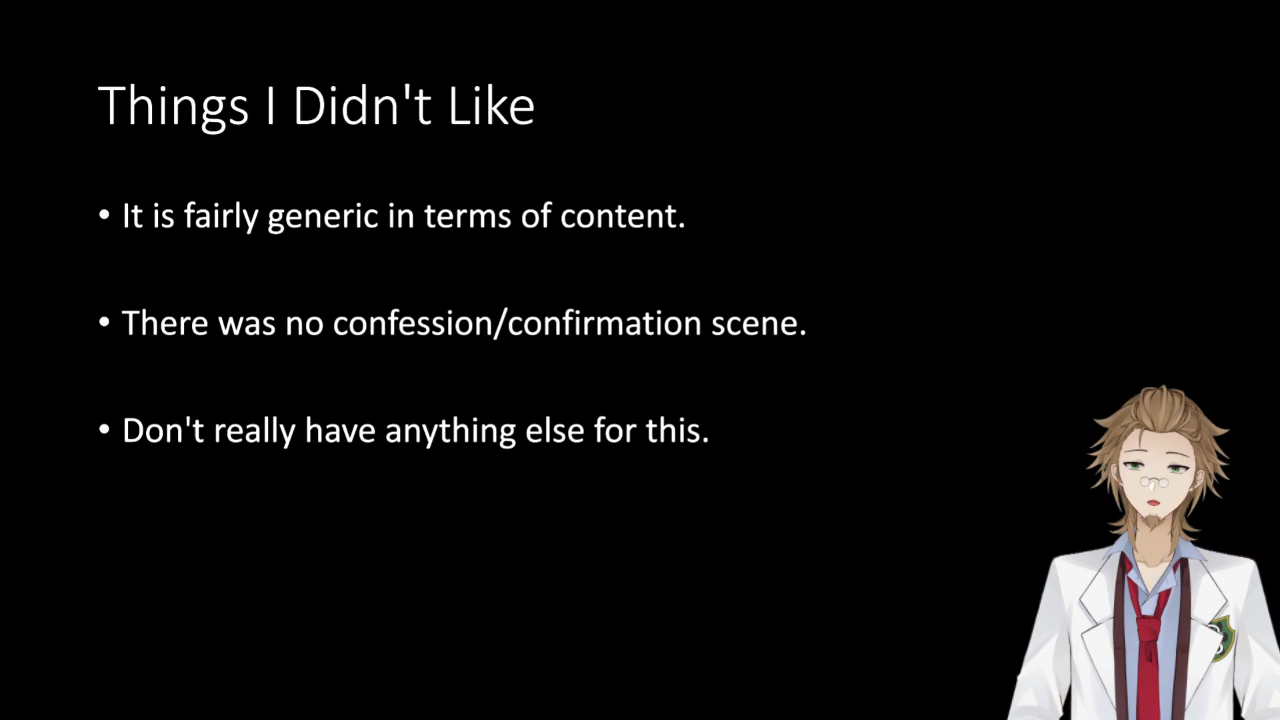 Things I Didn't Like
• It is fairly generic in terms of content.
• There was no confession/confirmation scene.
• Don't really have anything else for this.